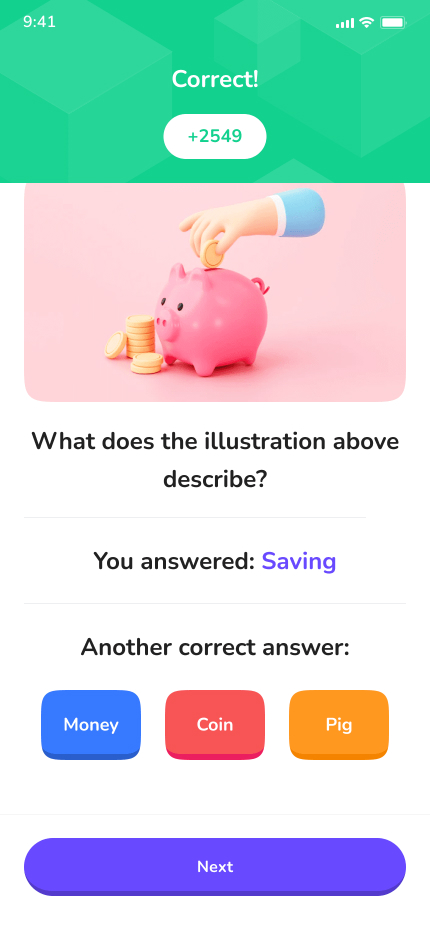 9:41
Correct!
+2549
What does the illustration above
describe?
You answered: Saving
Another correct answer:
Money
Coin
Pig
Next